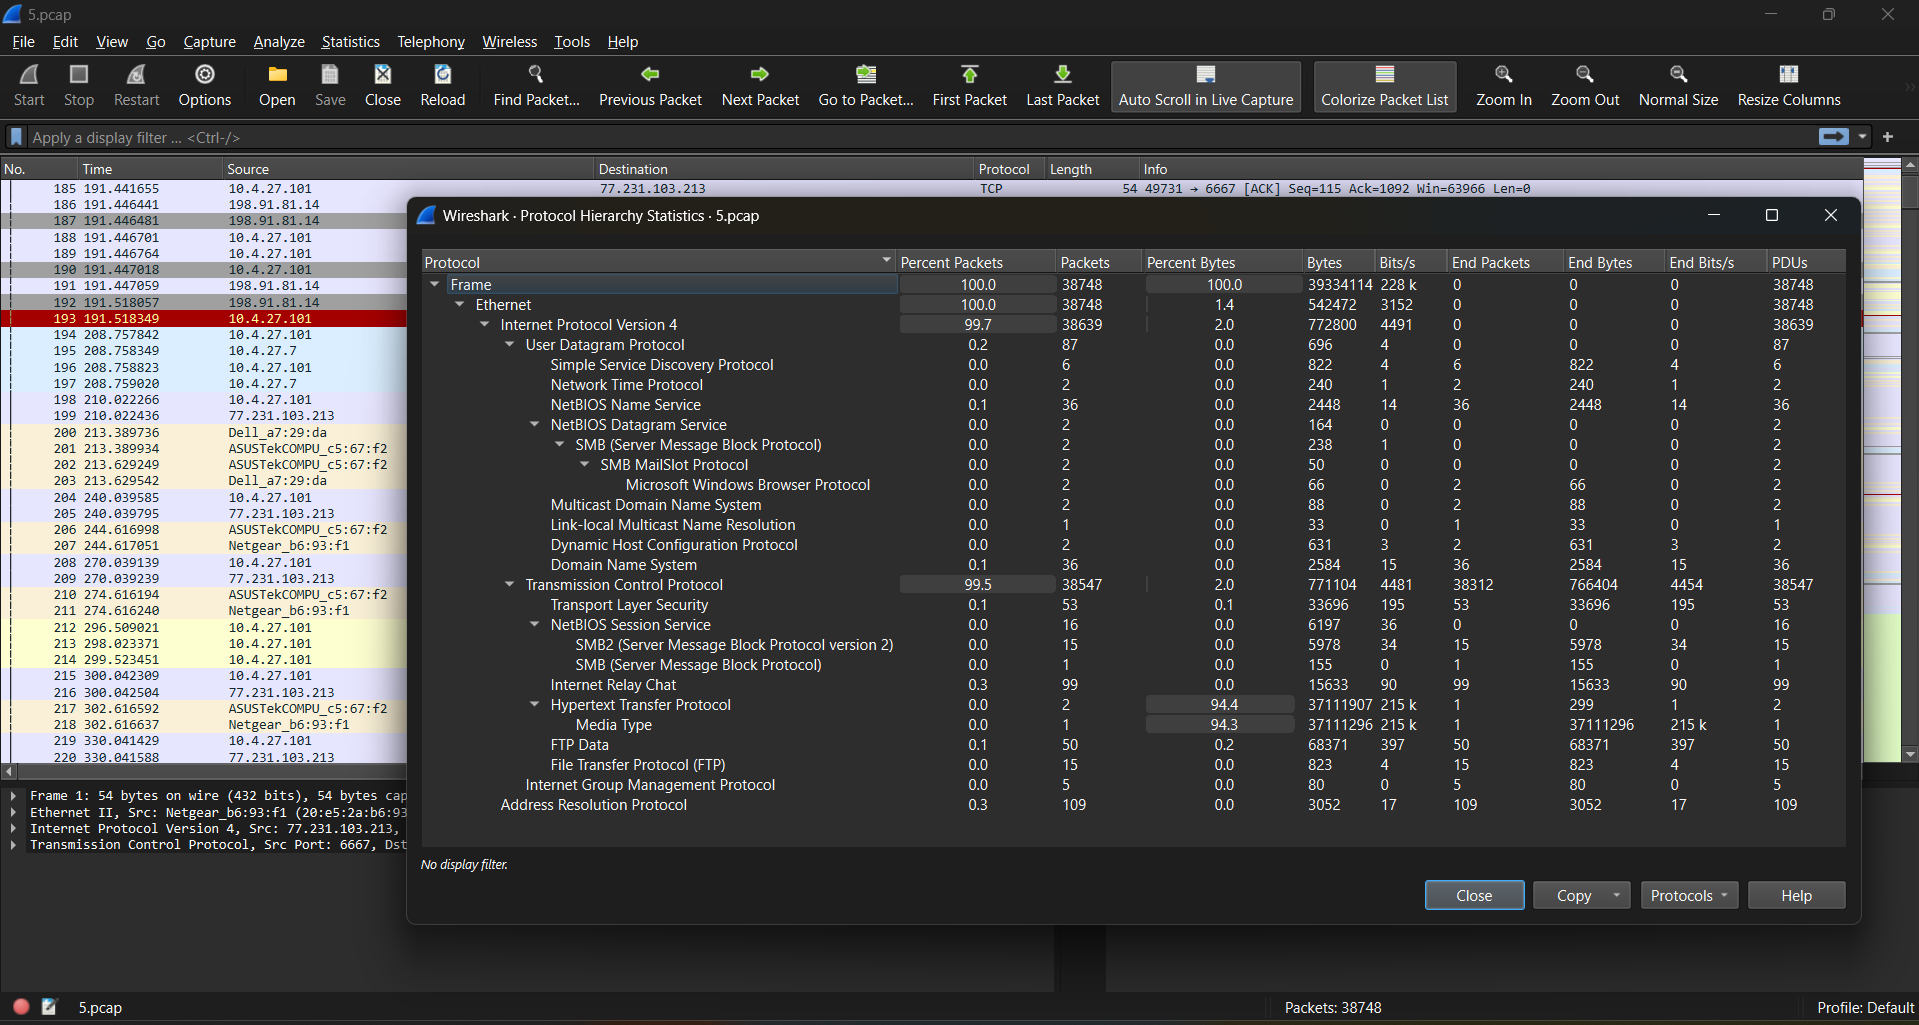 5.pcap
File Edit View Go Capture Analyze Statistics Telephony Wireless Tools Help
Start Stop Restart Options Open Save Close Reload Find Packet... Previous Packet Next Packet Go to Packet... First Packet Last Packet Auto Scroll in Live Capture Colorize Packet List Zoom In Zoom Out Normal Size Resize Columns
Apply a display filter ... <Ctrl-/>
No. Time Source Destination Protocol Length Info
185 191.441655 10.4.27.101 77.231.103.213 TCP 54 49731 → 6667 [ACK] Seq=115 Ack=1092 Win=63966 Len=0
186 191.446441 198.91.81.14
187 191.446481 198.91.81.14
188 191.446701 10.4.27.101
189 191.446764 10.4.27.101
190 191.447018 10.4.27.101
191 191.447059 198.91.81.14
192 191.518057 198.91.81.14
193 191.518349 10.4.27.101
194 208.757842 10.4.27.101
195 208.758349 10.4.27.7
196 208.758823 10.4.27.101
197 208.759020 10.4.27.7
198 210.022266 10.4.27.101
199 210.022436 77.231.103.213
200 213.389736 Dell_a7:29:da
201 213.389934 ASUSTekCOMPU_c5:67:f2
202 213.629249 ASUSTekCOMPU_c5:67:f2
203 213.629542 Dell_a7:29:da
204 240.039585 10.4.27.101
205 240.039795 77.231.103.213
206 244.616998 ASUSTekCOMPU_c5:67:f2
207 244.617051 Netgear_b6:93:f1
208 270.039139 10.4.27.101
209 270.039239 77.231.103.213
210 274.616194 ASUSTekCOMPU_c5:67:f2
211 274.616240 Netgear_b6:93:f1
212 296.509021 10.4.27.101
213 298.023371 10.4.27.101
214 299.523451 10.4.27.101
215 300.042309 10.4.27.101
216 300.042504 77.231.103.213
217 302.616592 ASUSTekCOMPU_c5:67:f2
218 302.616637 Netgear_b6:93:f1
219 330.041429 10.4.27.101
220 330.041588 77.231.103.213
Frame 1: 54 bytes on wire (432 bits), 54 bytes cap
Ethernet II, Src: Netgear_b6:93:f1 (20:e5:2a:b6:93
Internet Protocol Version 4, Src: 77.231.103.213,
Transmission Control Protocol, Src Port: 6667, Dst
Wireshark · Protocol Hierarchy Statistics · 5.pcap
Protocol Percent Packets Packets Percent Bytes Bytes Bits/s End Packets End Bytes End Bits/s PDUs
Frame 100.0 38748 100.0 39334114 228 k 0 0 0 38748
Ethernet 100.0 38748 1.4 542472 3152 0 0 0 38748
Internet Protocol Version 4 99.7 38639 2.0 772800 4491 0 0 0 38639
User Datagram Protocol 0.2 87 0.0 696 4 0 0 0 87
Simple Service Discovery Protocol 0.0 6 0.0 822 4 6 822 4 6
Network Time Protocol 0.0 2 0.0 240 1 2 240 1 2
NetBIOS Name Service 0.1 36 0.0 2448 14 36 2448 14 36
NetBIOS Datagram Service 0.0 2 0.0 164 0 0 0 0 2
SMB (Server Message Block Protocol) 0.0 2 0.0 238 1 0 0 0 2
SMB MailSlot Protocol 0.0 2 0.0 50 0 0 0 0 2
Microsoft Windows Browser Protocol 0.0 2 0.0 66 0 2 66 0 2
Multicast Domain Name System 0.0 2 0.0 88 0 2 88 0 2
Link-local Multicast Name Resolution 0.0 1 0.0 33 0 1 33 0 1
Dynamic Host Configuration Protocol 0.0 2 0.0 631 3 2 631 3 2
Domain Name System 0.1 36 0.0 2584 15 36 2584 15 36
Transmission Control Protocol 99.5 38547 2.0 771104 4481 38312 766404 4454 38547
Transport Layer Security 0.1 53 0.1 33696 195 53 33696 195 53
NetBIOS Session Service 0.0 16 0.0 6197 36 0 0 0 16
SMB2 (Server Message Block Protocol version 2) 0.0 15 0.0 5978 34 15 5978 34 15
SMB (Server Message Block Protocol) 0.0 1 0.0 155 0 1 155 0 1
Internet Relay Chat 0.3 99 0.0 15633 90 99 15633 90 99
Hypertext Transfer Protocol 0.0 2 94.4 37111907 215 k 1 299 1 2
Media Type 0.0 1 94.3 37111296 215 k 1 37111296 215 k 1
FTP Data 0.1 50 0.2 68371 397 50 68371 397 50
File Transfer Protocol (FTP) 0.0 15 0.0 823 4 15 823 4 15
Internet Group Management Protocol 0.0 5 0.0 80 0 5 80 0 5
Address Resolution Protocol 0.3 109 0.0 3052 17 109 3052 17 109
No display filter.
Close Copy Protocols Help
5.pcap Packets: 38748 Profile: Default